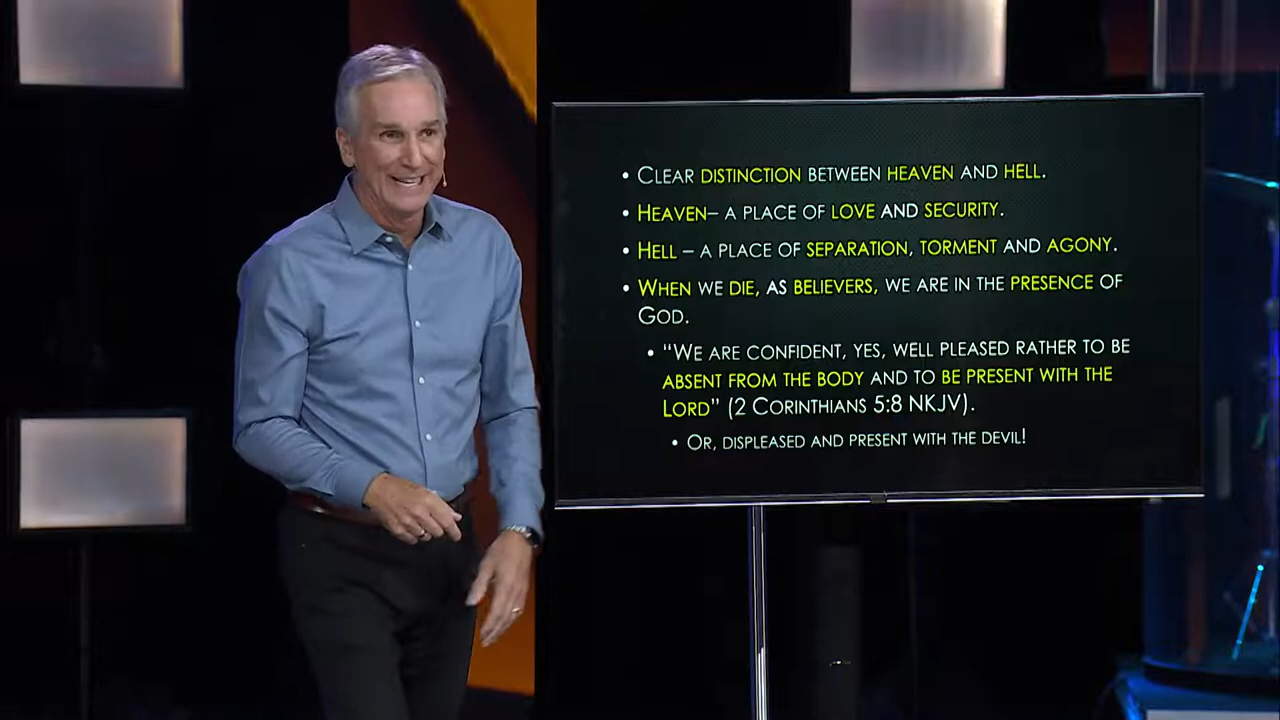 • Clear distinction between Heaven and Hell.
• Heaven– a place of love and security.
• Hell – a place of separation, torment and agony.
• When we die, as believers, we are in the presence of
God.
• “We are confident, yes, well pleased rather to be
absent from the body and to be present with the
Lord” (2 Corinthians 5:8 NKJV).
• Or, displeased and present with the devil!